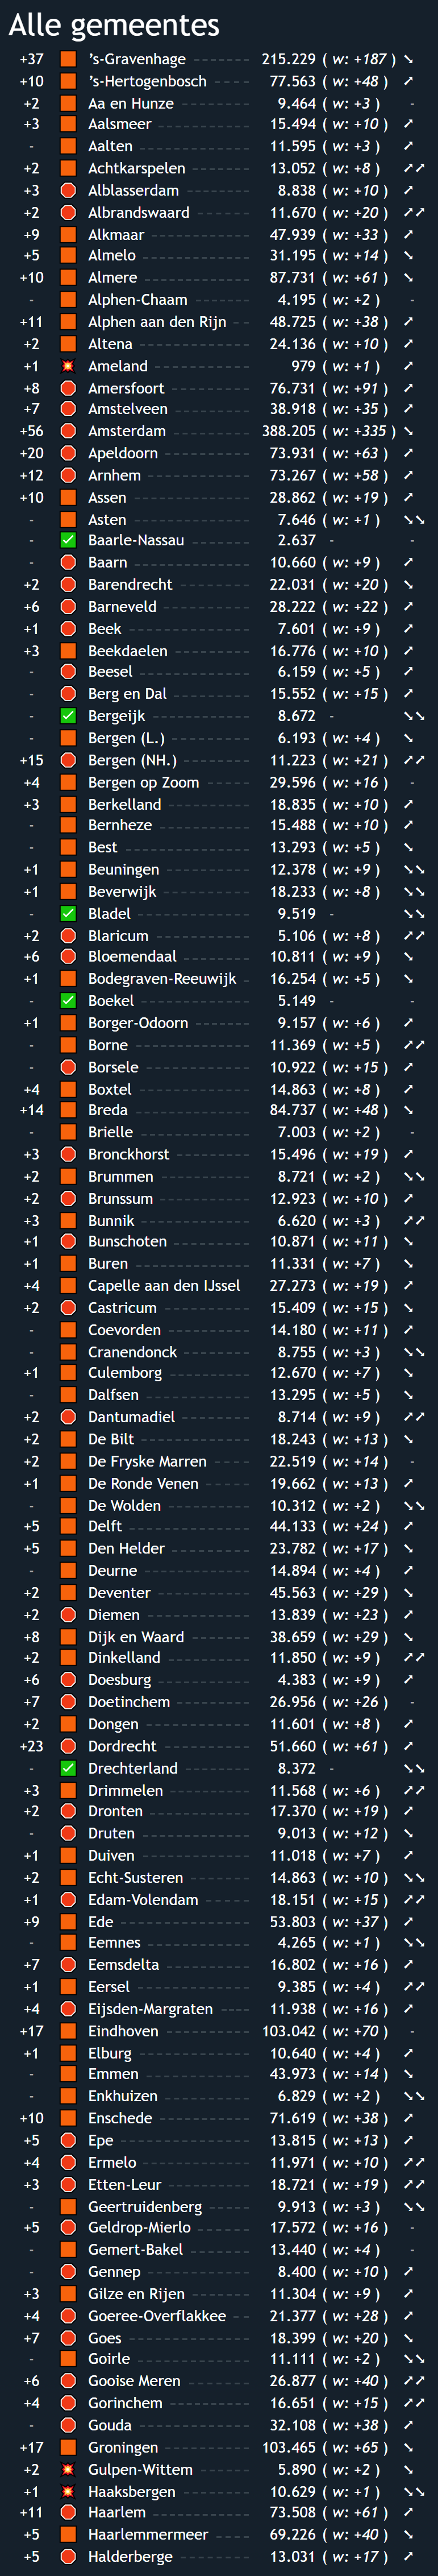 Alle gemeentes
+37 's-Gravenhage 215.229 ( w: +187 ) ↘
+10 's-Hertogenbosch 77.563 ( w: +48 ) ↗
+2 Aa en Hunze 9.464 ( w: +3 ) -
+3 Aalsmeer 15.494 ( w: +10 ) ↗
- Aalten 11.595 ( w: +3 ) ↗
+2 Achtkarspelen 13.052 ( w: +8 ) ↗↗
+3 Alblasserdam 8.838 ( w: +10 ) ↗
+2 Albrandswaard 11.670 ( w: +20 ) ↗↗
+9 Alkmaar 47.939 ( w: +33 ) ↗
+5 Almelo 31.195 ( w: +14 ) ↘
+10 Almere 87.731 ( w: +61 ) ↘
- Alphen-Chaam 4.195 ( w: +2 ) -
+11 Alphen aan den Rijn 48.725 ( w: +38 ) ↗
+2 Altena 24.136 ( w: +10 ) ↗
+1 Ameland 979 ( w: +1 ) ↗
+8 Amersfoort 76.731 ( w: +91 ) ↗
+7 Amstelveen 38.918 ( w: +35 ) ↗
+56 Amsterdam 388.205 ( w: +335 ) ↘
+20 Apeldoorn 73.931 ( w: +63 ) ↗
+12 Arnhem 73.267 ( w: +58 ) ↗
+10 Assen 28.862 ( w: +19 ) ↗
- Asten 7.646 ( w: +1 ) ↘↘
- Baarle-Nassau 2.637 - -
- Baarn 10.660 ( w: +9 ) ↗
+2 Barendrecht 22.031 ( w: +20 ) ↘
+6 Barneveld 28.222 ( w: +22 ) ↗
+1 Beek 7.601 ( w: +9 ) ↗
+3 Beekdaelen 16.776 ( w: +10 ) ↗
- Beesel 6.159 ( w: +5 ) ↗
- Berg en Dal 15.552 ( w: +15 ) ↗
- Bergeijk 8.672 - ↘↘
- Bergen (L.) 6.193 ( w: +4 ) ↘
+15 Bergen (NH.) 11.223 ( w: +21 ) ↗↗
+4 Bergen op Zoom 29.596 ( w: +16 ) -
+3 Berkelland 18.835 ( w: +10 ) ↗
- Bernheze 15.488 ( w: +10 ) ↗
- Best 13.293 ( w: +5 ) ↘
+1 Beuningen 12.378 ( w: +9 ) ↘↘
+1 Beverwijk 18.233 ( w: +8 ) ↘↘
- Bladel 9.519 - ↘↘
+2 Blaricum 5.106 ( w: +8 ) ↗↗
+6 Bloemendaal 10.811 ( w: +9 ) ↘
+1 Bodegraven-Reeuwijk 16.254 ( w: +5 ) ↘
- Boekel 5.149 - -
+1 Borger-Odoorn 9.157 ( w: +6 ) ↗
- Borne 11.369 ( w: +5 ) ↗↗
- Borsele 10.922 ( w: +15 ) ↗
+4 Boxtel 14.863 ( w: +8 ) ↗
+14 Breda 84.737 ( w: +48 ) ↘
- Brielle 7.003 ( w: +2 ) -
+3 Bronckhorst 15.496 ( w: +19 ) ↗
+2 Brummen 8.721 ( w: +2 ) ↘↘
+2 Brunssum 12.923 ( w: +10 ) ↗
+3 Bunnik 6.620 ( w: +3 ) ↗↗
+1 Bunschoten 10.871 ( w: +11 ) ↘
+1 Buren 11.331 ( w: +7 ) ↘
+4 Capelle aan den IJssel 27.273 ( w: +19 ) ↗
+2 Castricum 15.409 ( w: +15 ) ↘
- Coevorden 14.180 ( w: +11 ) ↗
- Cranendonck 8.755 ( w: +3 ) ↘↘
+1 Culemborg 12.670 ( w: +7 ) ↘
- Dalfsen 13.295 ( w: +5 ) ↘
+2 Dantumadiel 8.714 ( w: +9 ) ↗↗
+2 De Bilt 18.243 ( w: +13 ) ↘
+2 De Fryske Marren 22.519 ( w: +14 ) -
+1 De Ronde Venen 19.662 ( w: +13 ) ↗
- De Wolden 10.312 ( w: +2 ) ↘↘
+5 Delft 44.133 ( w: +24 ) ↗
+5 Den Helder 23.782 ( w: +17 ) ↘
- Deurne 14.894 ( w: +4 ) ↗
+2 Deventer 45.563 ( w: +29 ) ↘
+2 Diemen 13.839 ( w: +23 ) ↗
+8 Dijk en Waard 38.659 ( w: +29 ) ↘
+2 Dinkelland 11.850 ( w: +9 ) ↗↗
+6 Doesburg 4.383 ( w: +9 ) ↗
+7 Doetinchem 26.956 ( w: +26 ) -
+2 Dongen 11.601 ( w: +8 ) ↗
+23 Dordrecht 51.660 ( w: +61 ) ↗
- Drechterland 8.372 - ↘↘
+3 Drimmelen 11.568 ( w: +6 ) ↗↗
+2 Dronten 17.370 ( w: +19 ) ↗
- Druten 9.013 ( w: +12 ) ↘
+1 Duiven 11.018 ( w: +7 ) ↗
+2 Echt-Susteren 14.863 ( w: +10 ) ↘↘
+1 Edam-Volendam 18.151 ( w: +15 ) ↗↗
+9 Ede 53.803 ( w: +37 ) ↗
- Eemnes 4.265 ( w: +1 ) ↘↘
+7 Eemsdelta 16.802 ( w: +16 ) ↗
+1 Eersel 9.385 ( w: +4 ) ↗↗
+4 Eijsden-Margraten 11.938 ( w: +16 ) ↗
+17 Eindhoven 103.042 ( w: +70 ) -
+1 Elburg 10.640 ( w: +4 ) ↗
- Emmen 43.973 ( w: +14 ) ↘
- Enkhuizen 6.829 ( w: +2 ) ↘↘
+10 Enschede 71.619 ( w: +38 ) ↗
+5 Epe 13.815 ( w: +13 ) ↗
+4 Ermelo 11.971 ( w: +10 ) ↗↗
+3 Etten-Leur 18.721 ( w: +19 ) ↗↗
- Geertruidenberg 9.913 ( w: +3 ) ↘↘
+5 Geldrop-Mierlo 17.572 ( w: +16 ) -
- Gemert-Bakel 13.440 ( w: +4 ) -
- Gennep 8.400 ( w: +10 ) ↗
+3 Gilze en Rijen 11.304 ( w: +9 ) ↗
+4 Goeree-Overflakkee 21.377 ( w: +28 ) ↗
+7 Goes 18.399 ( w: +20 ) ↘
- Goirle 11.111 ( w: +2 ) ↘↘
+6 Gooise Meren 26.877 ( w: +40 ) ↗↗
+4 Gorinchem 16.651 ( w: +15 ) ↗↗
- Gouda 32.108 ( w: +38 ) ↗
+17 Groningen 103.465 ( w: +65 ) ↘
+2 Gulpen-Wittem 5.890 ( w: +2 ) ↘
+1 Haaksbergen 10.629 ( w: +1 ) ↘↘
+11 Haarlem 73.508 ( w: +61 ) ↗
+5 Haarlemmermeer 69.226 ( w: +40 ) ↘
+5 Halderberge 13.031 ( w: +17 ) ↗